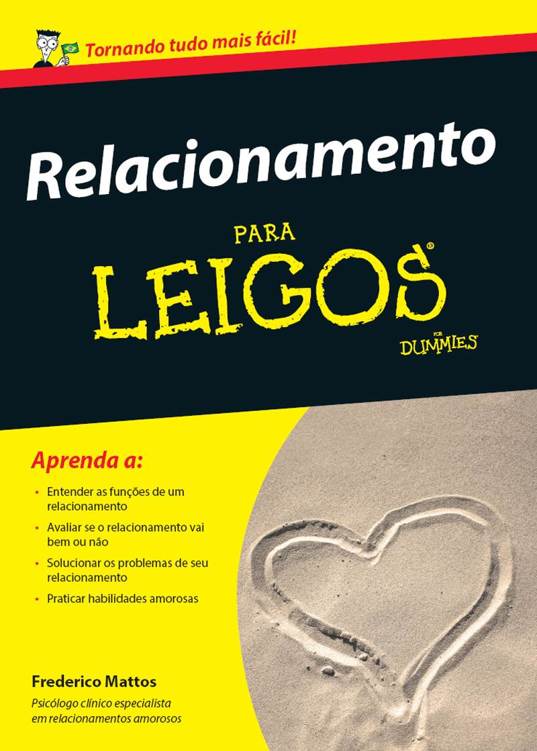 Tornando tudo mais fácil!
Relacionamento
PARA
LEIGOS®
FOR
DUMMIES
Aprenda a:
• Entender as funções de um
relacionamento
• Avaliar se o relacionamento vai
bem ou não
• Solucionar os problemas de seu
relacionamento
• Praticar habilidades amorosas
Frederico Mattos
Psicólogo clínico especialista
em relacionamentos amorosos